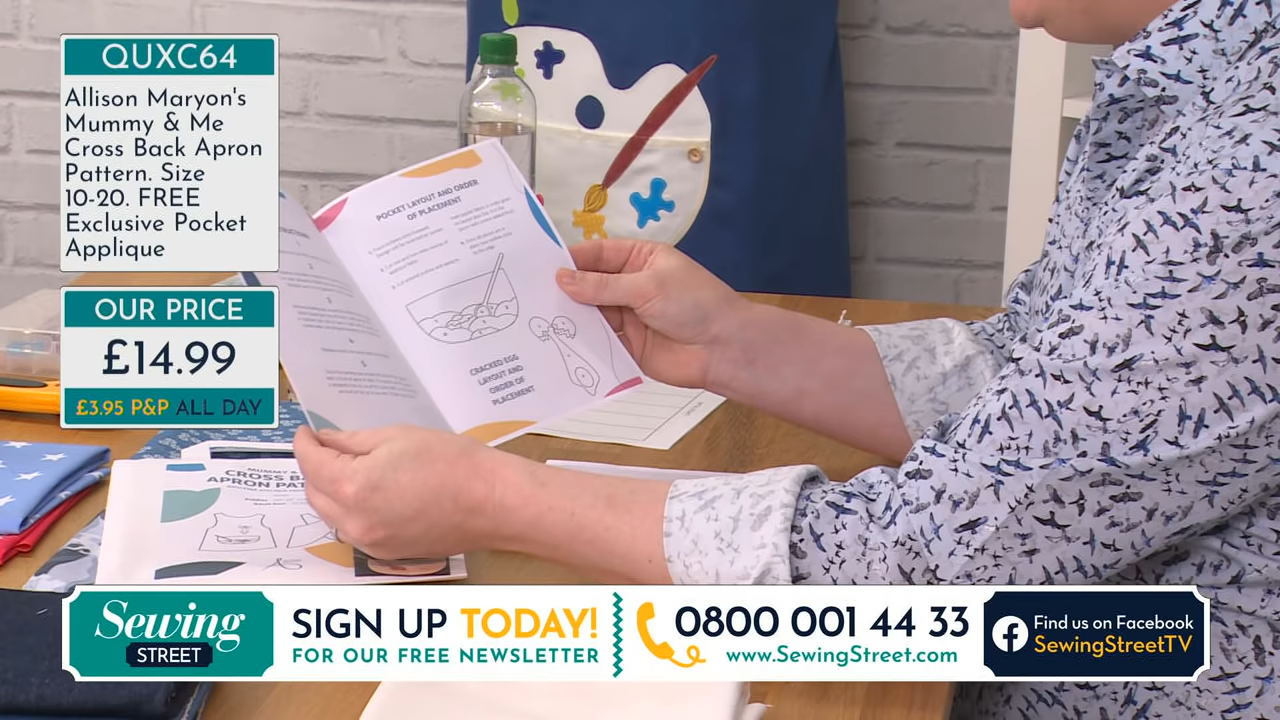 QUXC64
Allison Maryon's
Mummy & Me
Cross Back Apron
Pattern. Size
10-20. FREE
Exclusive Pocket
Applique
OUR PRICE
£14.99
£3.95 P&P ALL DAY
POCKET LAYOUT AND ORDER
OF PLACEMENT
CRACKED EGG
LAYOUT AND
ORDER OF
PLACEMENT
MUMMY &
CROSS BA
APRON PAT
Sewing
STREET
SIGN UP TODAY!
FOR OUR FREE NEWSLETTER
0800 001 44 33
www.SewingStreet.com
Find us on Facebook
SewingStreetTV